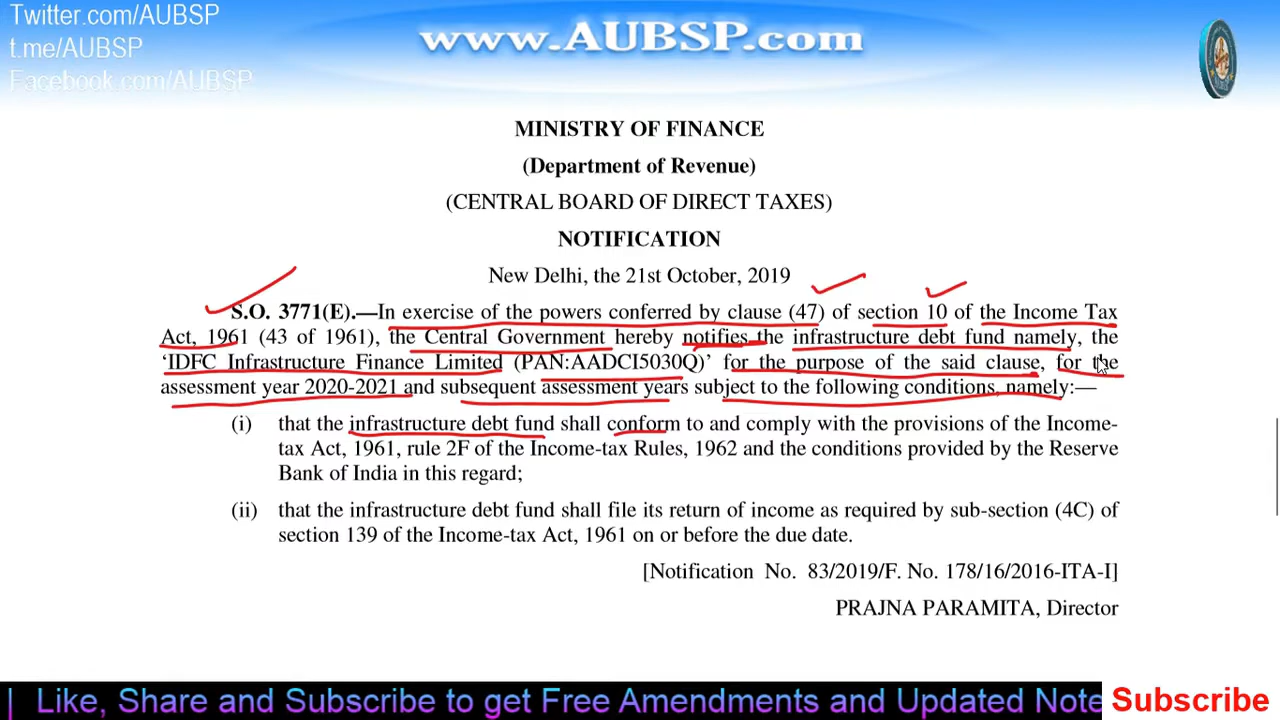 Twitter.com/AUBSP
t.me/AUBSP
Facebook.com/AUBSP
www.AUBSP.com
MINISTRY OF FINANCE
(Department of Revenue)
(CENTRAL BOARD OF DIRECT TAXES)
NOTIFICATION
New Delhi, the 21st October, 2019
S.O. 3771(E).—In exercise of the powers conferred by clause (47) of section 10 of the Income Tax
Act, 1961 (43 of 1961), the Central Government hereby notifies the infrastructure debt fund namely, the
‘IDFC Infrastructure Finance Limited (PAN:AADCI5030Q)’ for the purpose of the said clause, for the
assessment year 2020-2021 and subsequent assessment years subject to the following conditions, namely:—
(i) that the infrastructure debt fund shall conform to and comply with the provisions of the Income-
tax Act, 1961, rule 2F of the Income-tax Rules, 1962 and the conditions provided by the Reserve
Bank of India in this regard;
(ii) that the infrastructure debt fund shall file its return of income as required by sub-section (4C) of
section 139 of the Income-tax Act, 1961 on or before the due date.
[Notification No. 83/2019/F. No. 178/16/2016-ITA-I]
PRAJNA PARAMITA, Director
| Like, Share and Subscribe to get Free Amendments and Updated Note
Subscribe